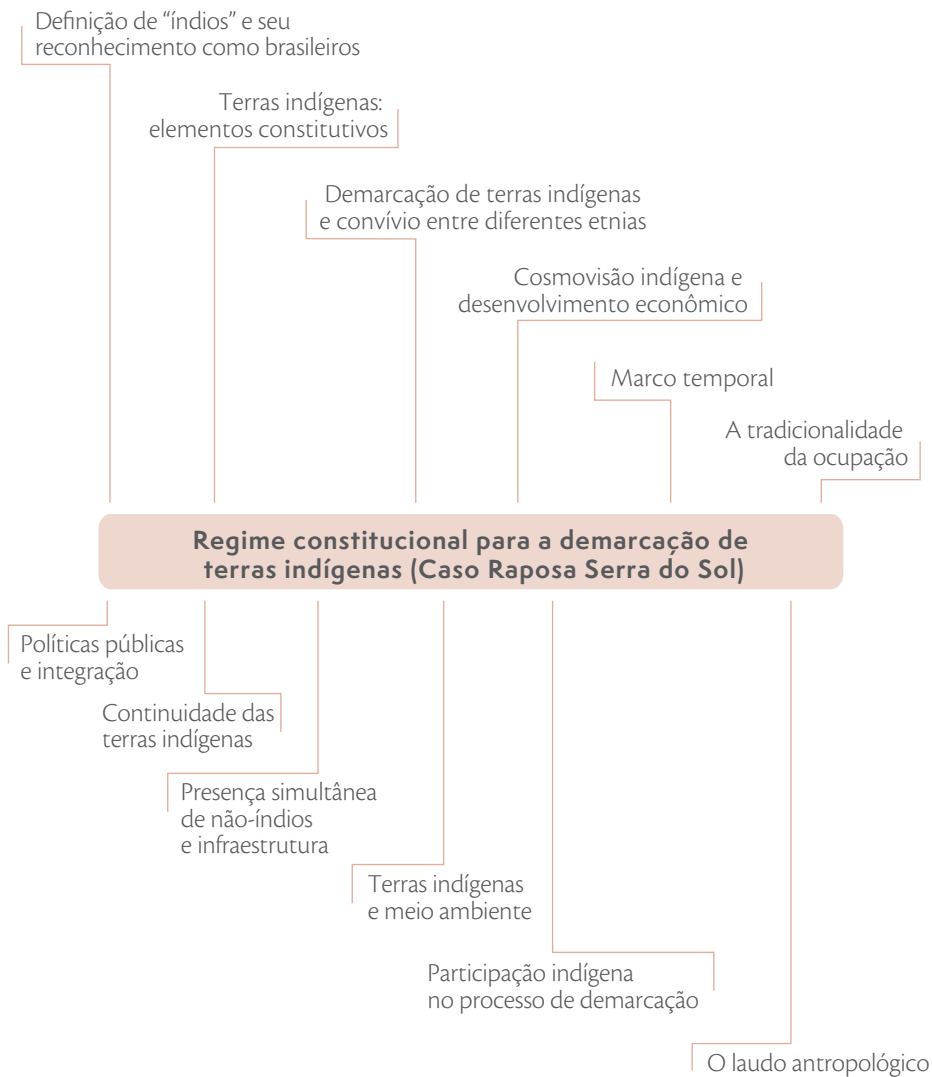 Definição de “índios” e seu
reconhecimento como brasileiros
Terras indígenas:
elementos constitutivos
Demarcação de terras indígenas
e convívio entre diferentes etnias
Cosmovisão indígena e
desenvolvimento econômico
Marco temporal
A tradicionalidade
da ocupação
Regime constitucional para a demarcação de
terras indígenas (Caso Raposa Serra do Sol)
Políticas públicas
e integração
Continuidade das
terras indígenas
Presença simultânea
de não-índios
e infraestrutura
Terras indígenas
e meio ambiente
Participação indígena
no processo de demarcação
O laudo antropológico